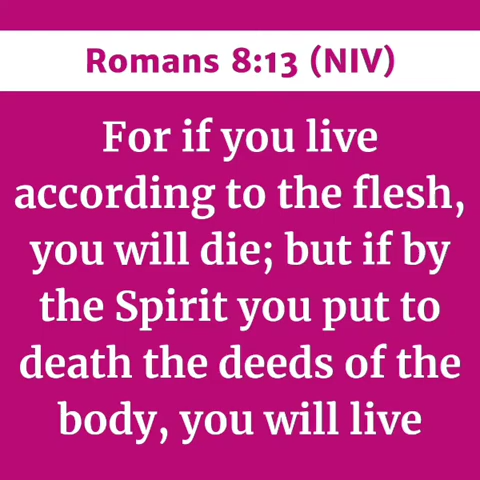 Romans 8:13 (NIV)
For if you live
according to the flesh,
you will die; but if by
the Spirit you put to
death the deeds of the
body, you will live